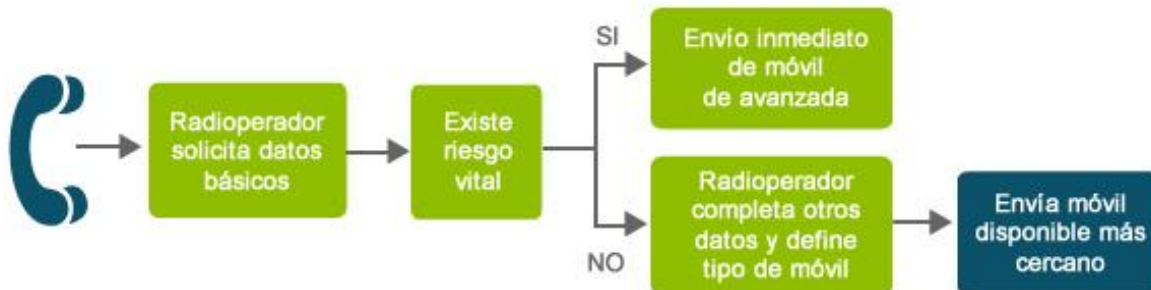 Radioperador
solicita datos
básicos
Existe
riesgo
vital
SI
Envío inmediato
de móvil
de avanzada
NO
Radioperador
completa otros
datos y define
tipo de móvil
Envía móvil
disponible más
cercano